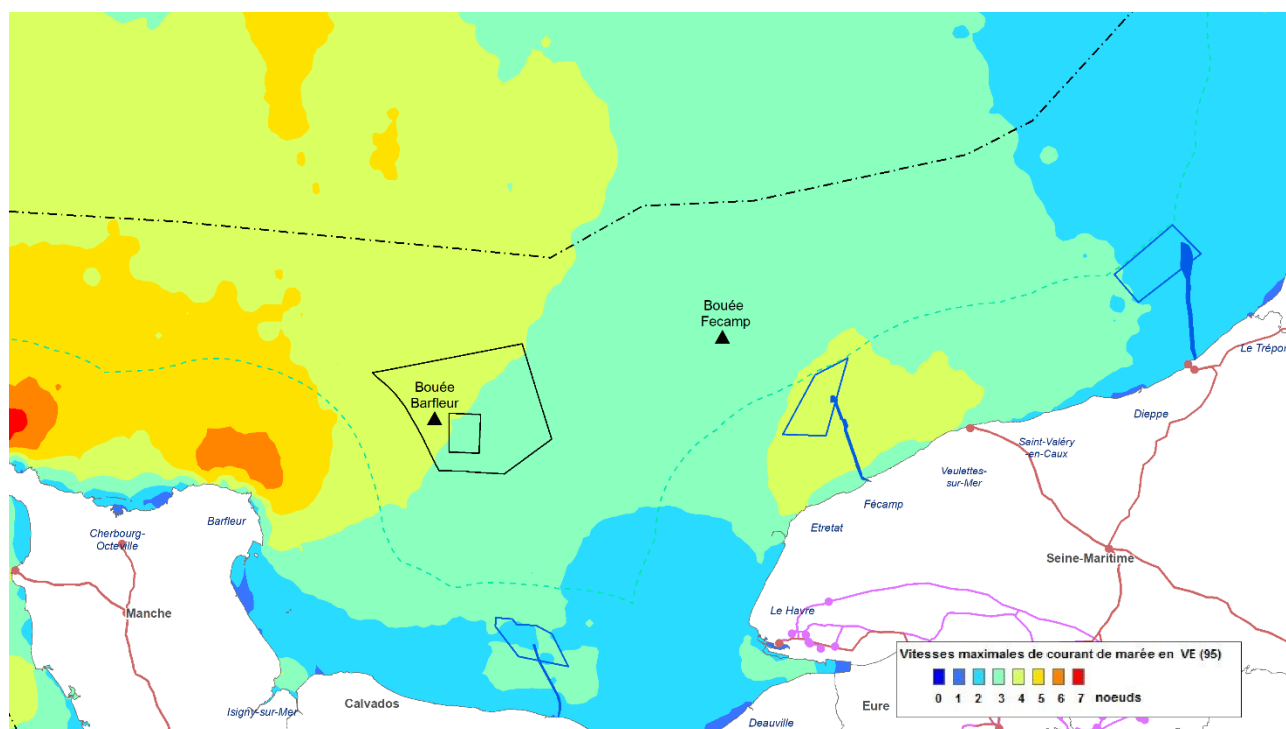 Bouée
Fecamp
Le Trépor
Bouée
Barfleur
Dieppe
Saint-Valéry
-en-Caux
Veulettes-
sur-Mer
Fécamp
Barfleur
Etretat
Cherbourg-
Octeville
Seine-Maritime
Manche
Le Havre
Vitesses maximales de courant de marée en VE (95)
0 1 2 3 4 5 6 7 noeuds
Isigny-sur-Mer
Calvados
Eure
Deauville